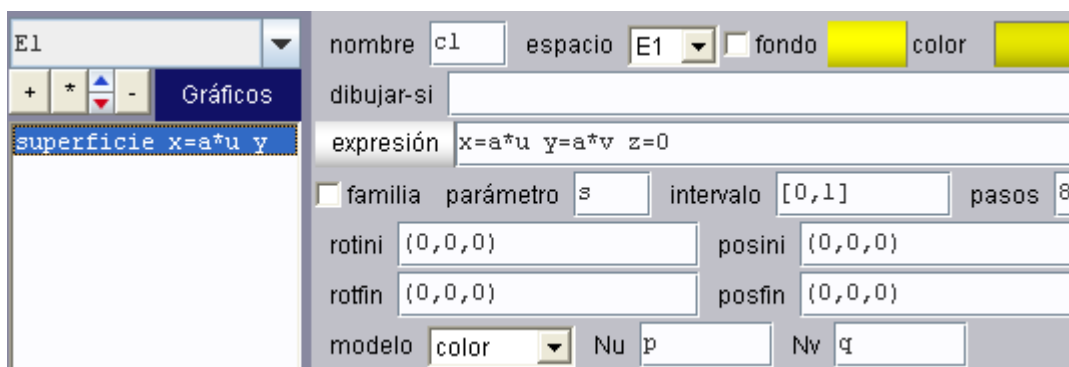 E1
+ * - Gráficos
superficie x=a*u y
nombre c1 espacio E1 fondo color
dibujar-si
expresión x=a*u y=a*v z=0
familia parámetro s intervalo [0,1] pasos 8
rotini (0,0,0) posini (0,0,0)
rotfin (0,0,0) posfin (0,0,0)
modelo color Nu p Nv q